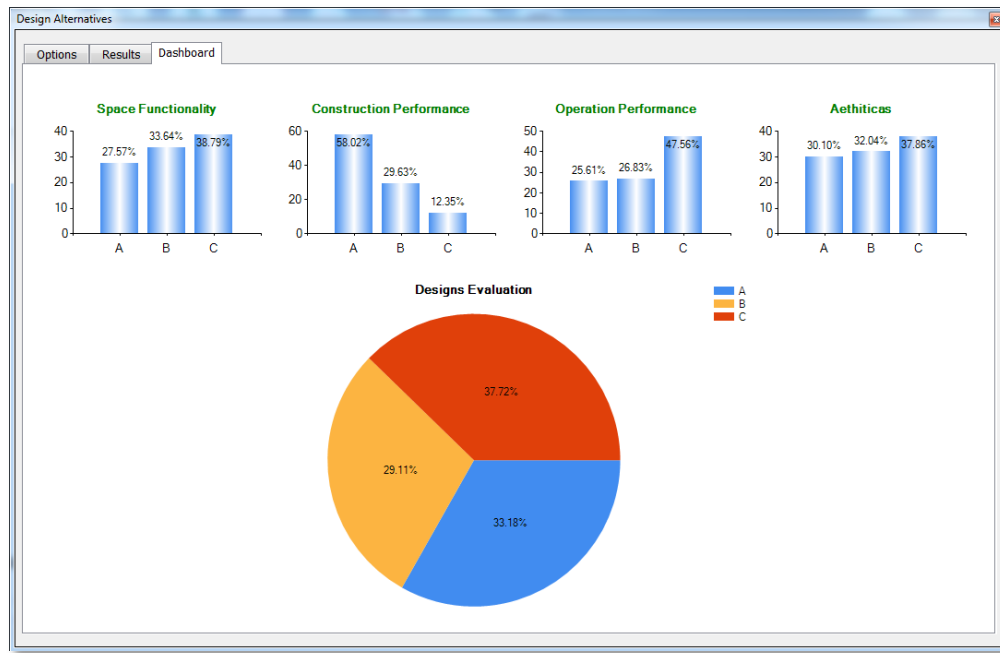 Design Alternatives
Options Results Dashboard
Space Functionality
40
30
20
10
0
27.57% 33.64% 38.79%
A B C
Construction Performance
60
40
20
0
58.02% 29.63% 12.35%
A B C
Operation Performance
50
40
30
20
10
0
25.61% 26.83% 47.56%
A B C
Aethiticas
40
30
20
10
0
30.10% 32.04% 37.86%
A B C
Designs Evaluation
A
B
C
37.72%
29.11%
33.18%